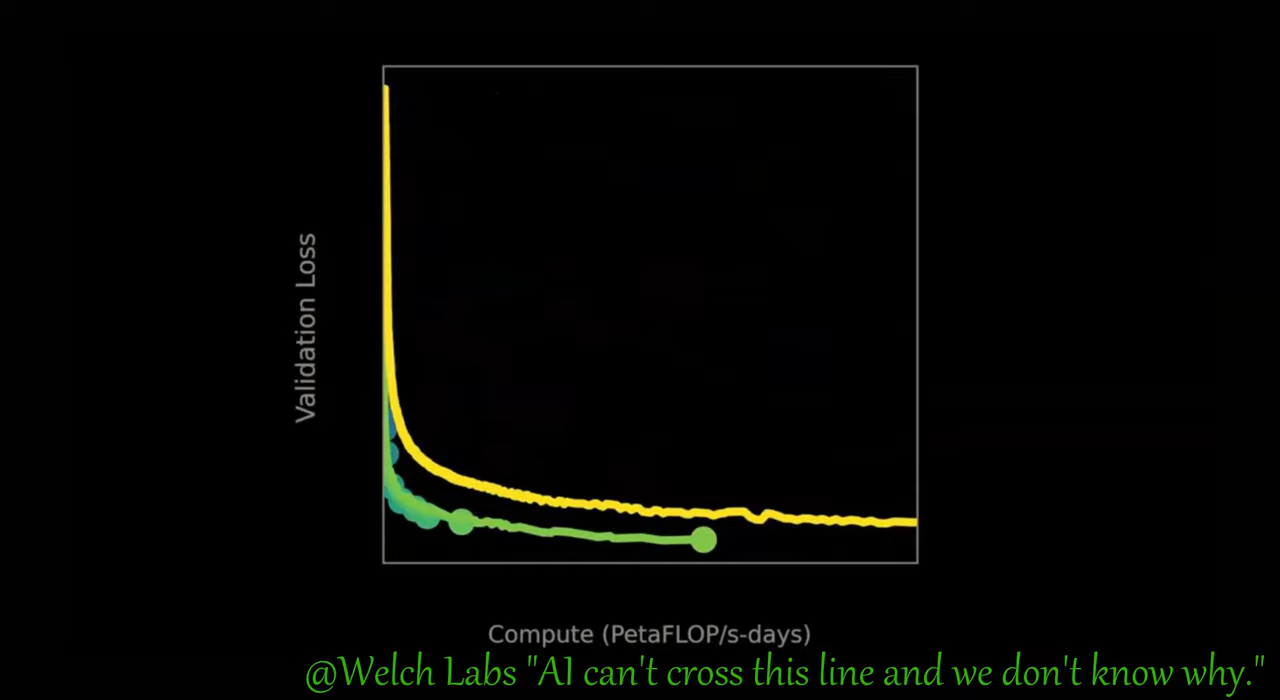 Validation Loss
Compute (PetaFLOP/s-days)
@Welch Labs "AI can't cross this line and we don't know why."